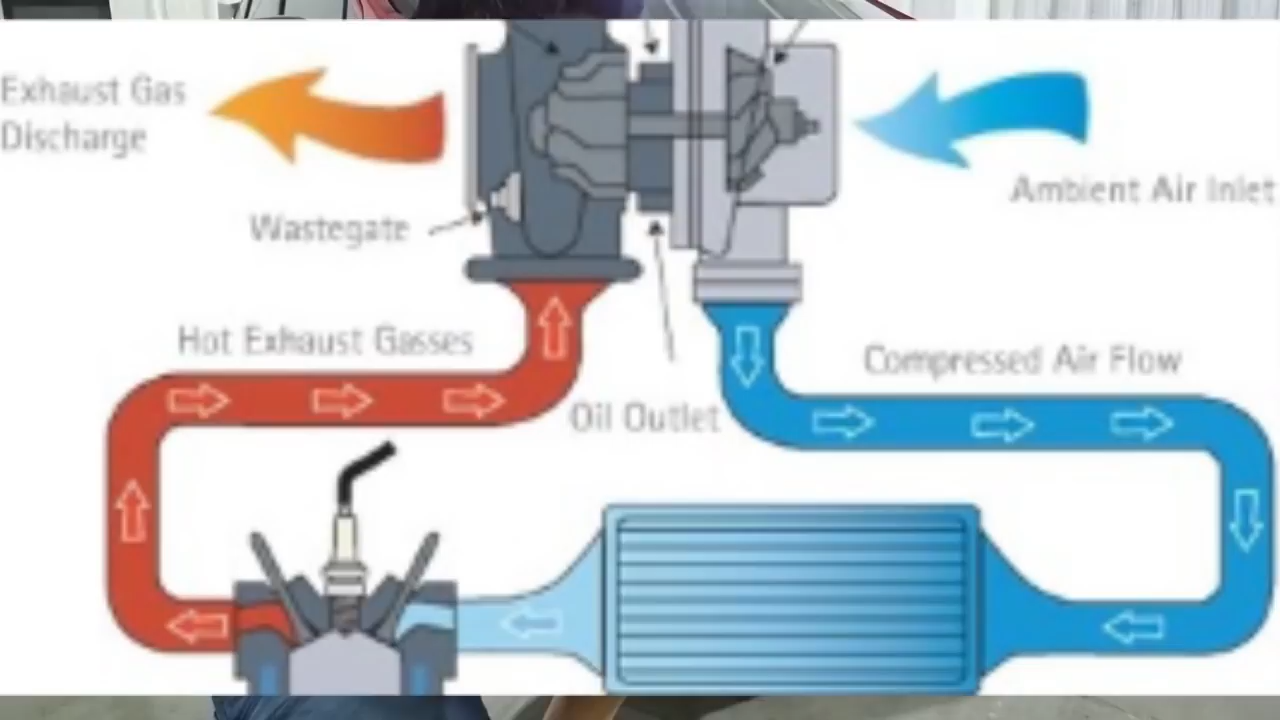 Exhaust Gas
Discharge
Ambient Air Inlet
Wastegate
Hot Exhaust Gasses
Compressed Air Flow
Oil Outlet